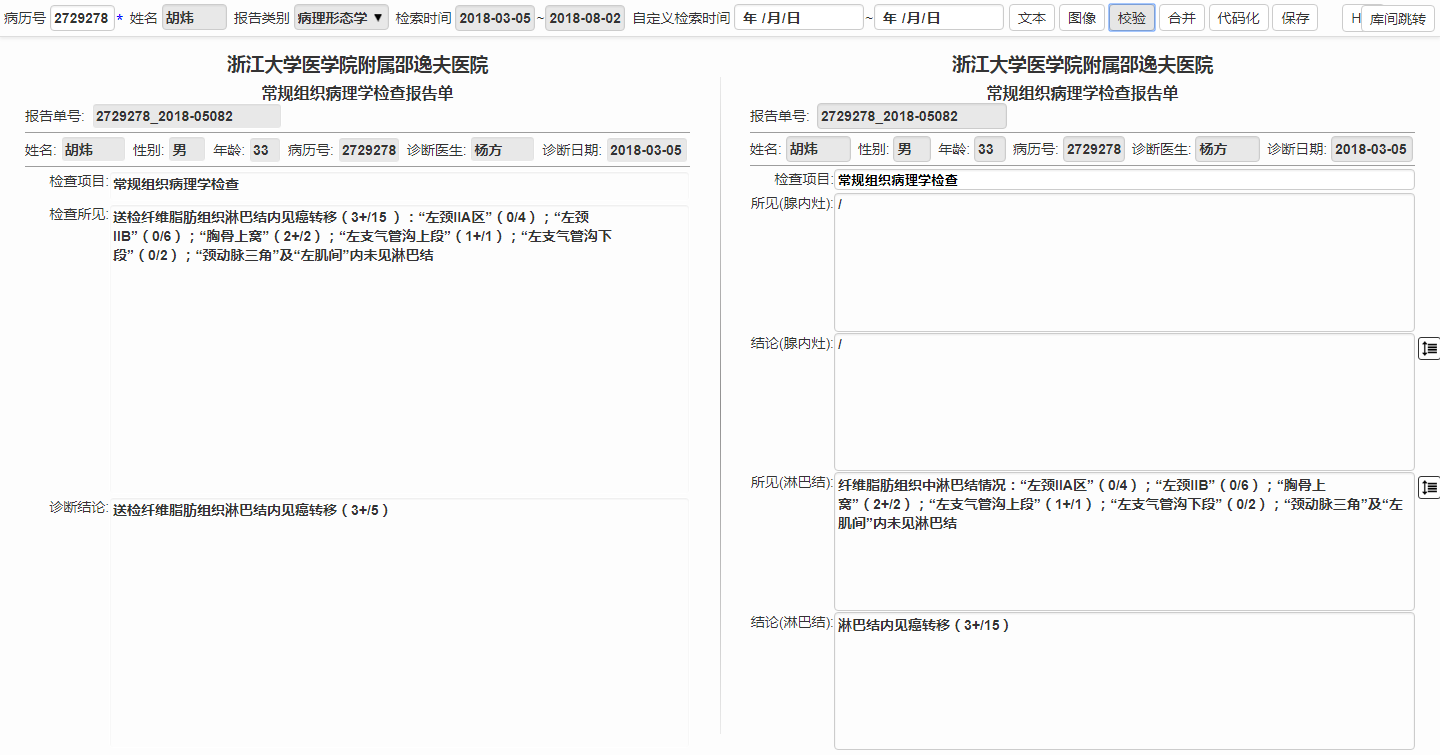 病历号 2729278 * 姓名 胡炜 报告类别 病理形态学 ▼ 检索时间 2018-03-05 ~ 2018-08-02 自定义检索时间 年 /月/日 ~ 年 /月/日 文本 图像 校验 合并 代码化 保存 H 库间跳转
浙江大学医学院附属邵逸夫医院
常规组织病理学检查报告单
报告单号: 2729278_2018-05082
姓名: 胡炜 性别: 男 年龄: 33 病历号: 2729278 诊断医生: 杨方 诊断日期: 2018-03-05
检查项目: 常规组织病理学检查
检查所见: 送检纤维脂肪组织淋巴结内见癌转移（3+/15 ）：“左颈IIA区”（0/4）；“左颈
IIB”（0/6）；“胸骨上窝”（2+/2）；“左支气管沟上段”（1+/1）；“左支气管沟下
段”（0/2）；“颈动脉三角”及“左肌间”内未见淋巴结
诊断结论: 送检纤维脂肪组织淋巴结内见癌转移（3+/5）
浙江大学医学院附属邵逸夫医院
常规组织病理学检查报告单
报告单号: 2729278_2018-05082
姓名: 胡炜 性别: 男 年龄: 33 病历号: 2729278 诊断医生: 杨方 诊断日期: 2018-03-05
检查项目: 常规组织病理学检查
所见(腺内灶): /
结论(腺内灶): /
所见(淋巴结): 纤维脂肪组织中淋巴结情况：“左颈IIA区”（0/4）；“左颈IIB”（0/6）；“胸骨上
窝”（2+/2）；“左支气管沟上段”（1+/1）；“左支气管沟下段”（0/2）；“颈动脉三角”及“左
肌间”内未见淋巴结
结论(淋巴结): 淋巴结内见癌转移（3+/15）